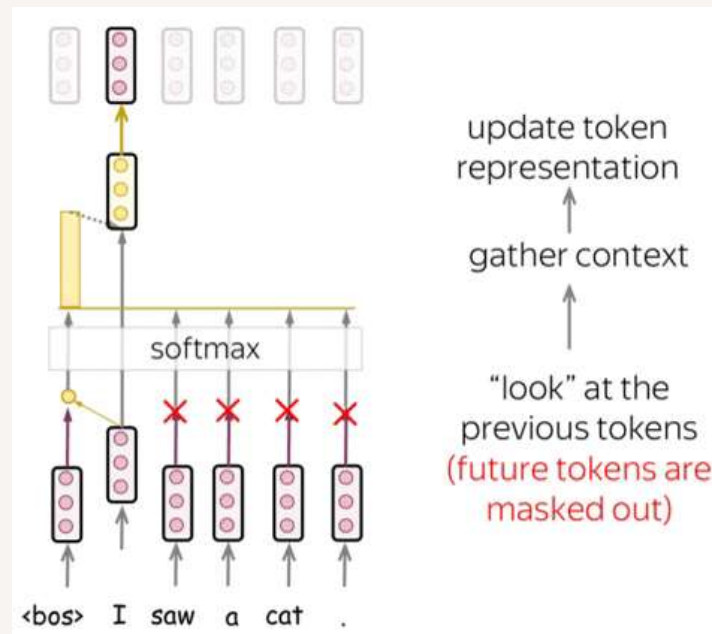 update token
representation
gather context
softmax
“look” at the
previous tokens
(future tokens are
masked out)
<bos> I saw a cat .